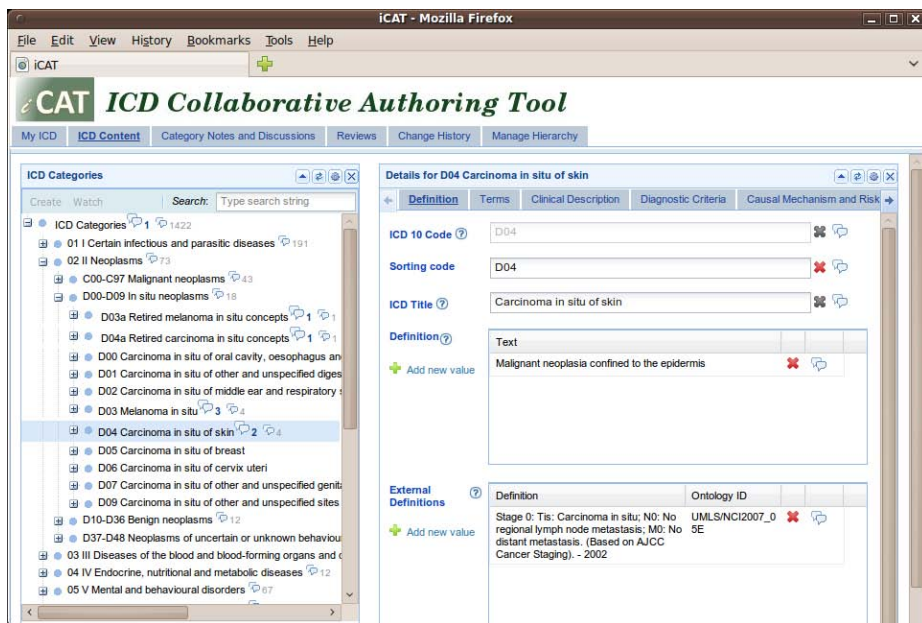 iCAT - Mozilla Firefox
File Edit View History Bookmarks Tools Help
iCAT
iCAT ICD Collaborative Authoring Tool
My ICD ICD Content Category Notes and Discussions Reviews Change History Manage Hierarchy
ICD Categories
Create Watch Search: Type search string
ICD Categories 1 1422
01 I Certain infectious and parasitic diseases 191
02 II Neoplasms 73
C00-C97 Malignant neoplasms 43
D00-D09 In situ neoplasms 18
D03a Retired melanoma in situ concepts 1 1
D04a Retired carcinoma in situ concepts 1 1
D00 Carcinoma in situ of oral cavity, oesophagus an
D01 Carcinoma in situ of other and unspecified diges
D02 Carcinoma in situ of middle ear and respiratory s
D03 Melanoma in situ 3 4
D04 Carcinoma in situ of skin 2 4
D05 Carcinoma in situ of breast
D06 Carcinoma in situ of cervix uteri
D07 Carcinoma in situ of other and unspecified genita
D09 Carcinoma in situ of other and unspecified sites
D10-D36 Benign neoplasms 12
D37-D48 Neoplasms of uncertain or unknown behaviou
03 III Diseases of the blood and blood-forming organs and c
04 IV Endocrine, nutritional and metabolic diseases 12
05 V Mental and behavioural disorders 67
Details for D04 Carcinoma in situ of skin
Definition Terms Clinical Description Diagnostic Criteria Causal Mechanism and Risk
ICD 10 Code ? D04
Sorting code D04
ICD Title ? Carcinoma in situ of skin
Definition ? Text
Add new value Malignant neoplasia confined to the epidermis
External ? Definition Ontology ID
Definitions
Add new value
Stage 0: Tis: Carcinoma in situ; N0: No UMLS/NCI2007_0
regional lymph node metastasis; M0: No 5E
distant metastasis. (Based on AJCC
Cancer Staging). - 2002